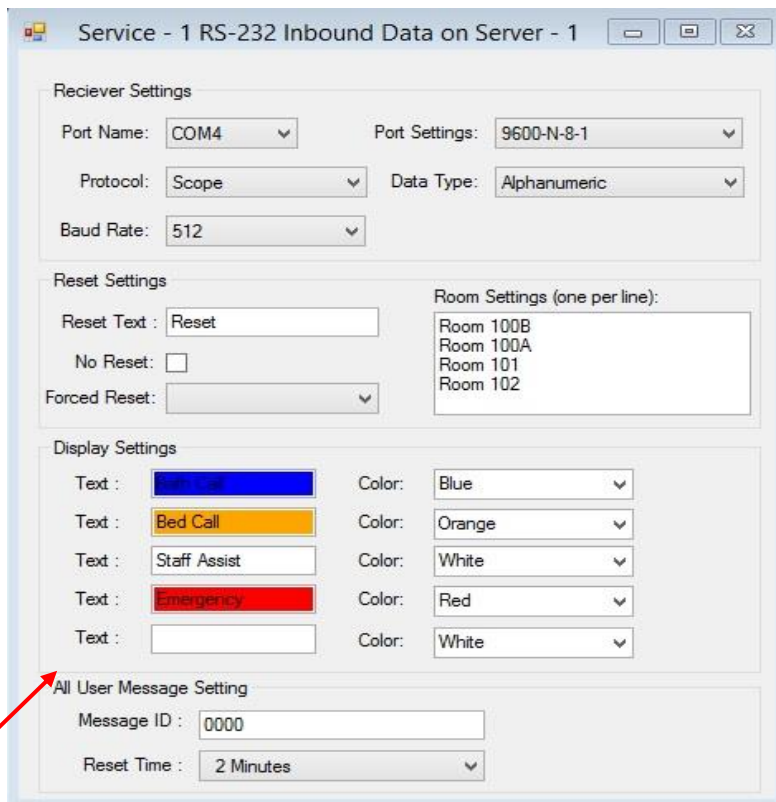 Service - 1 RS-232 Inbound Data on Server - 1
Reciever Settings
Port Name: COM4 Port Settings: 9600-N-8-1
Protocol: Scope Data Type: Alphanumeric
Baud Rate: 512
Reset Settings
Room Settings (one per line):
Reset Text : Reset
Room 100B
Room 100A
Room 101
Room 102
No Reset:
Forced Reset:
Display Settings
Text : Bath Call Color: Blue
Text : Bed Call Color: Orange
Text : Staff Assist Color: White
Text : Emergency Color: Red
Text : Color: White
All User Message Setting
Message ID : 0000
Reset Time : 2 Minutes